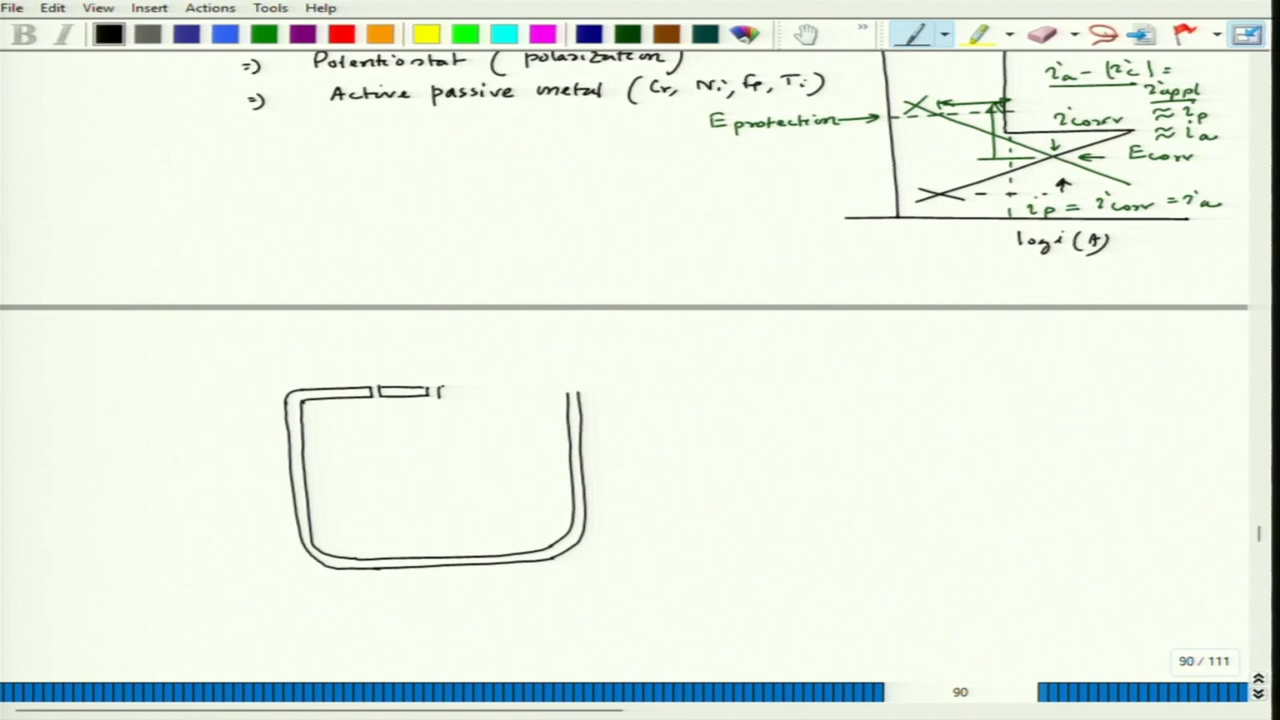 File Edit View Insert Actions Tools Help
B I »
=) Potentiostat ( polarization)
=) Active passive metal ( Cr, Ni, Fe, Ti )
ia - |ic| =
iappl
≈ ip
≈ ia
E protection
icorr
Ecorr
ip = icorr = ia
log i (A)
90 / 111
90